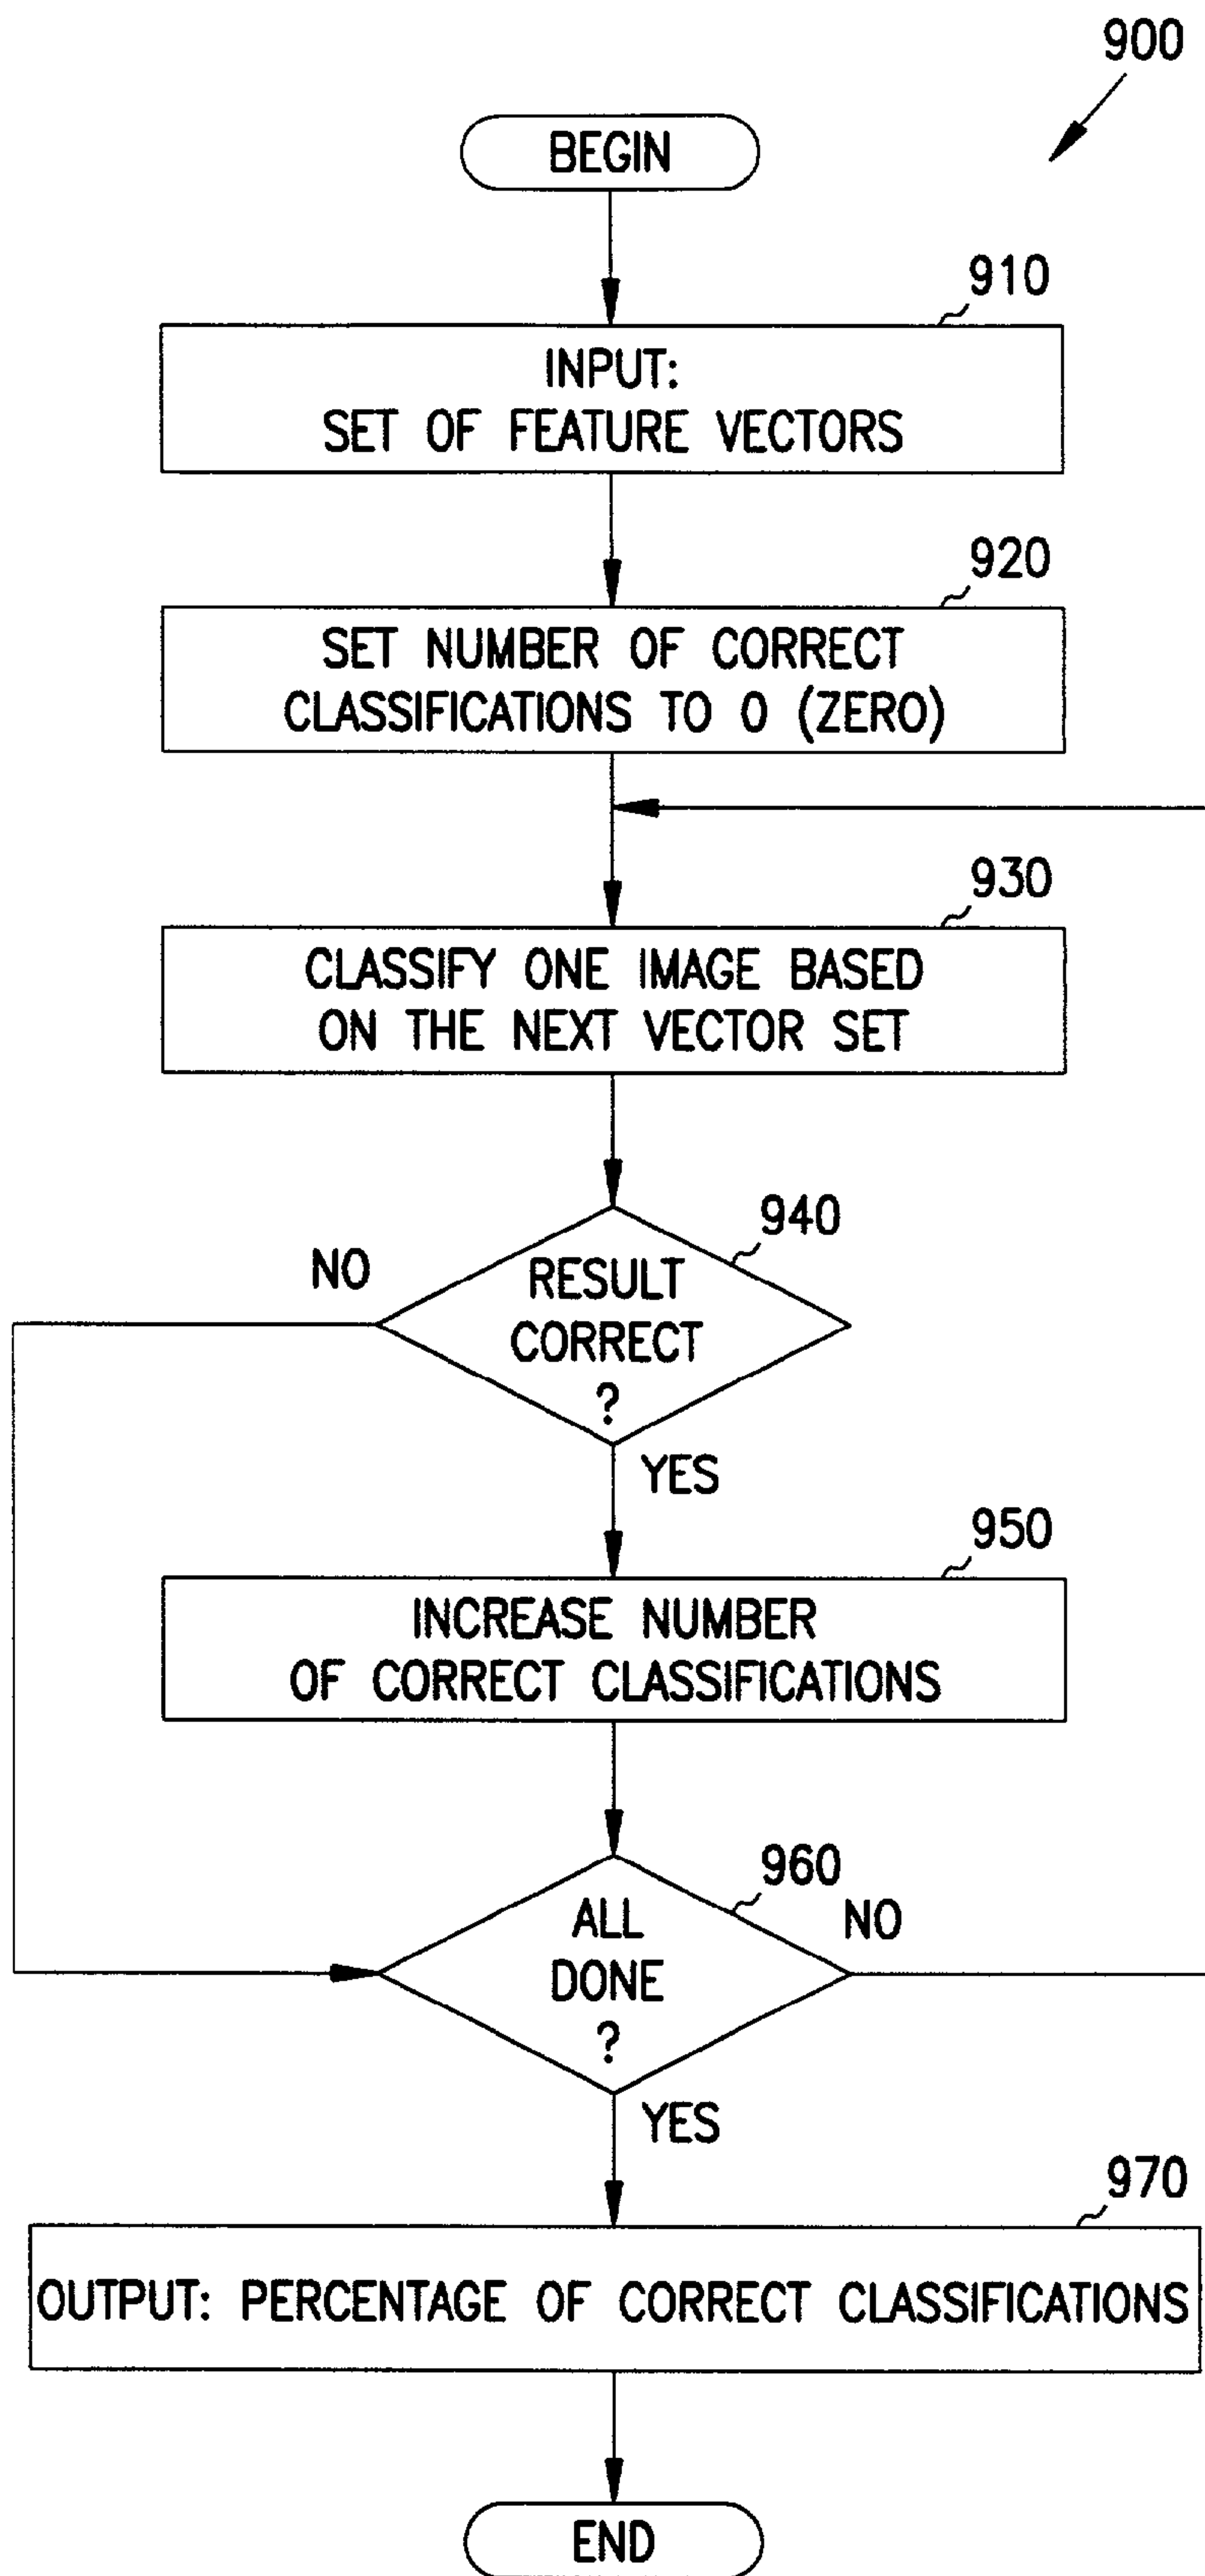 900
BEGIN
910
INPUT:
SET OF FEATURE VECTORS
920
SET NUMBER OF CORRECT
CLASSIFICATIONS TO 0 (ZERO)
930
CLASSIFY ONE IMAGE BASED
ON THE NEXT VECTOR SET
940
NO
RESULT
CORRECT
?
YES
950
INCREASE NUMBER
OF CORRECT CLASSIFICATIONS
960
ALL
NO
DONE
?
YES
970
OUTPUT: PERCENTAGE OF CORRECT CLASSIFICATIONS
END